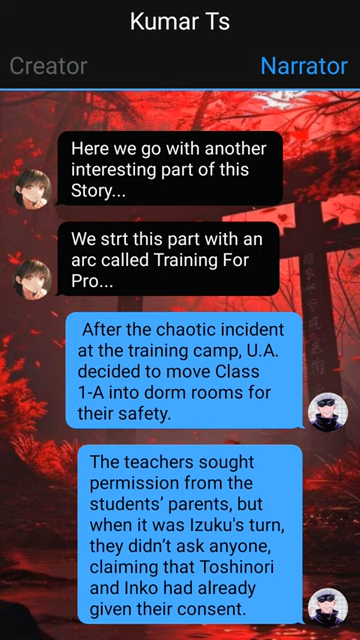 Kumar Ts
Creator
Narrator
Here we go with another
interesting part of this
Story...
We strt this part with an
arc called Training For
Pro...
After the chaotic incident
at the training camp, U.A.
decided to move Class
1-A into dorm rooms for
their safety.
The teachers sought
permission from the
students’ parents, but
when it was Izuku's turn,
they didn’t ask anyone,
claiming that Toshinori
and Inko had already
given their consent.